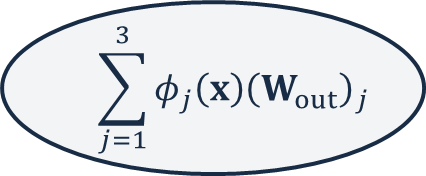 ∑_{j=1}^{3} ϕ_j(𝐱)(𝐖_out)_j